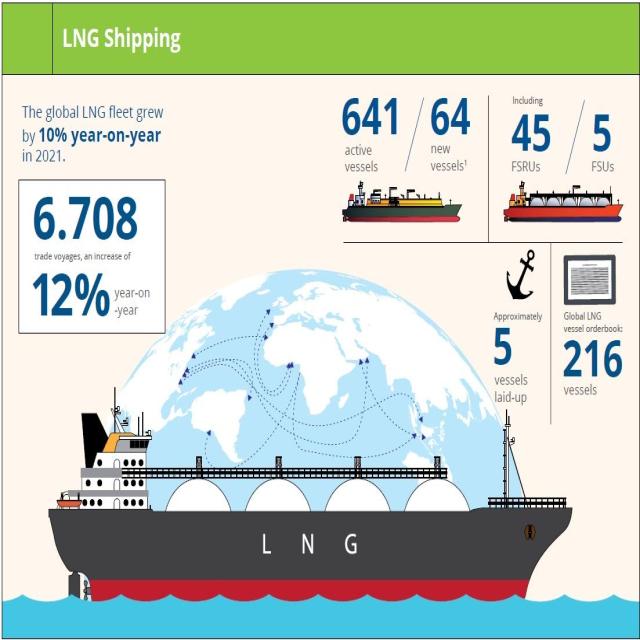 LNG Shipping
The global LNG fleet grew
by 10% year-on-year
in 2021.
6.708
trade voyages, an increase of
12% year-on
-year
641
active
vessels
64
new
vessels¹
Including
45
FSRUs
5
FSUs
Approximately
5
vessels
laid-up
Global LNG
vessel orderbook:
216
vessels
L N G